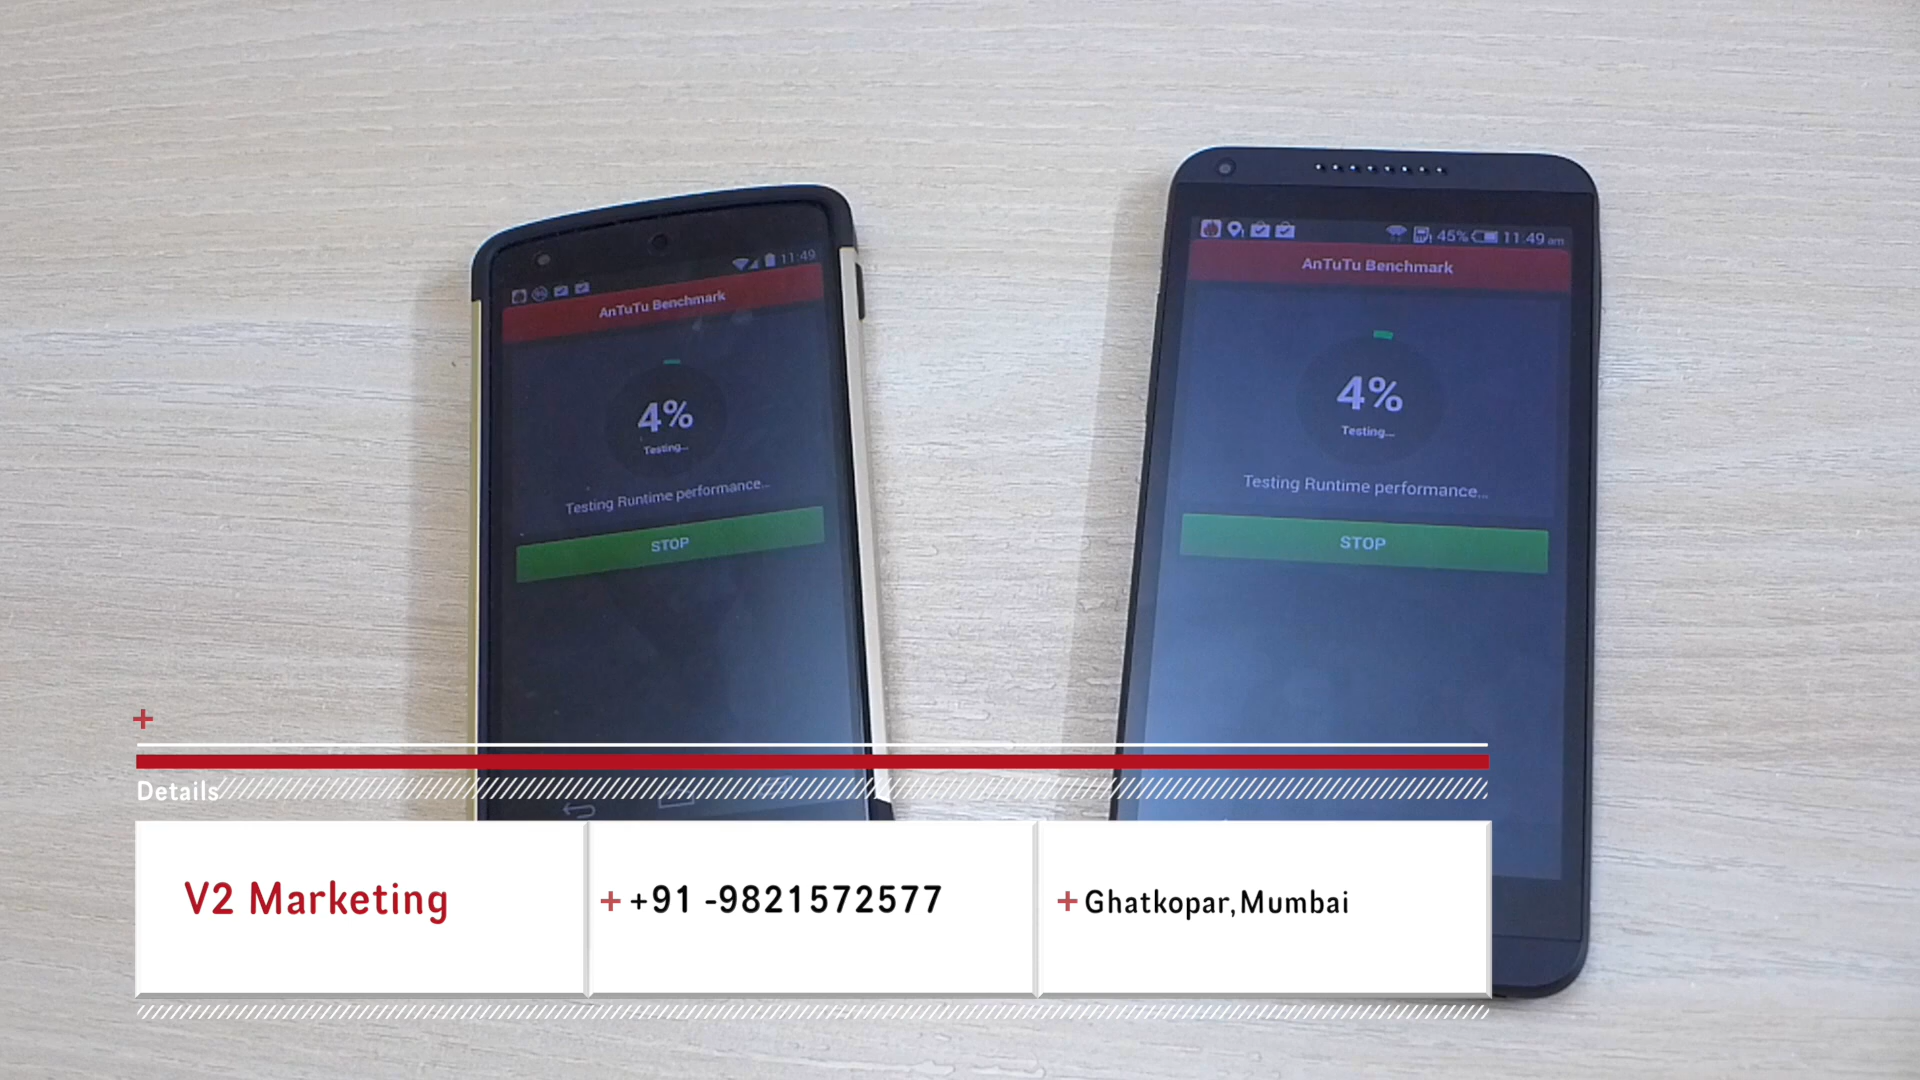 11:49
AnTuTu Benchmark
4%
Testing...
Testing Runtime performance...
STOP
45% 11:49 am
AnTuTu Benchmark
4%
Testing...
Testing Runtime performance...
STOP
Details
V2 Marketing
+91 -9821572577
Ghatkopar,Mumbai